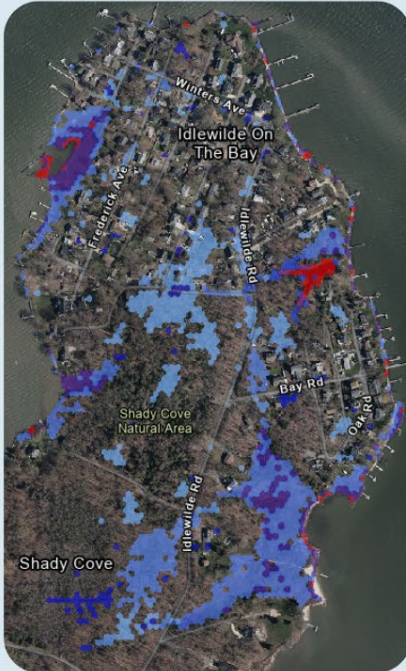 Winters Ave
Idlewilde On
The Bay
Frederick Ave
Idlewilde Rd
Bay Rd
Oak Rd
Shady Cove
Natural Area
Idlewilde Rd
Shady Cove